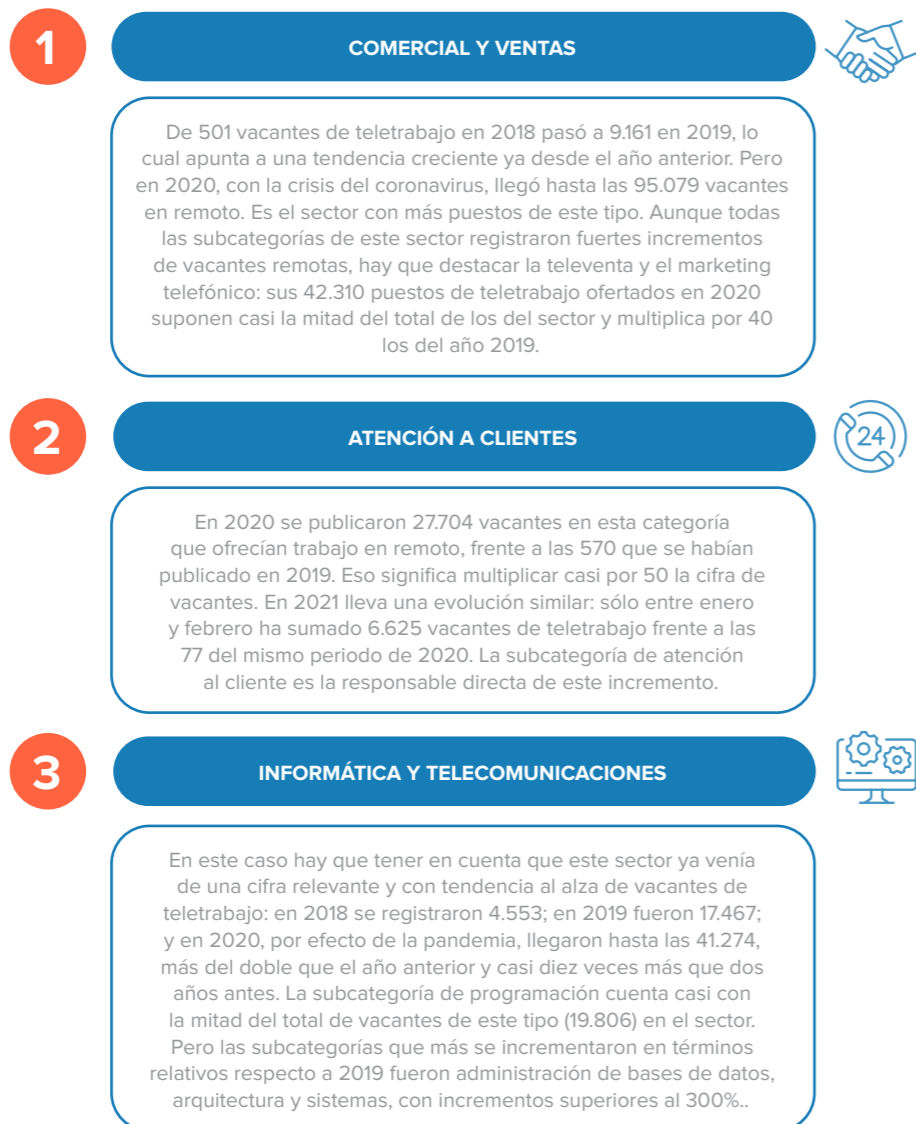 1
COMERCIAL Y VENTAS
De 501 vacantes de teletrabajo en 2018 pasó a 9.161 en 2019, lo
cual apunta a una tendencia creciente ya desde el año anterior. Pero
en 2020, con la crisis del coronavirus, llegó hasta las 95.079 vacantes
en remoto. Es el sector con más puestos de este tipo. Aunque todas
las subcategorías de este sector registraron fuertes incrementos
de vacantes remotas, hay que destacar la televenta y el marketing
telefónico: sus 42.310 puestos de teletrabajo ofertados en 2020
suponen casi la mitad del total de los del sector y multiplica por 40
los del año 2019.
2
ATENCIÓN A CLIENTES
24
En 2020 se publicaron 27.704 vacantes en esta categoría
que ofrecían trabajo en remoto, frente a las 570 que se habían
publicado en 2019. Eso significa multiplicar casi por 50 la cifra de
vacantes. En 2021 lleva una evolución similar: sólo entre enero
y febrero ha sumado 6.625 vacantes de teletrabajo frente a las
77 del mismo periodo de 2020. La subcategoría de atención
al cliente es la responsable directa de este incremento.
3
INFORMÁTICA Y TELECOMUNICACIONES
En este caso hay que tener en cuenta que este sector ya venía
de una cifra relevante y con tendencia al alza de vacantes de
teletrabajo: en 2018 se registraron 4.553; en 2019 fueron 17.467;
y en 2020, por efecto de la pandemia, llegaron hasta las 41.274,
más del doble que el año anterior y casi diez veces más que dos
años antes. La subcategoría de programación cuenta casi con
la mitad del total de vacantes de este tipo (19.806) en el sector.
Pero las subcategorías que más se incrementaron en términos
relativos respecto a 2019 fueron administración de bases de datos,
arquitectura y sistemas, con incrementos superiores al 300%..